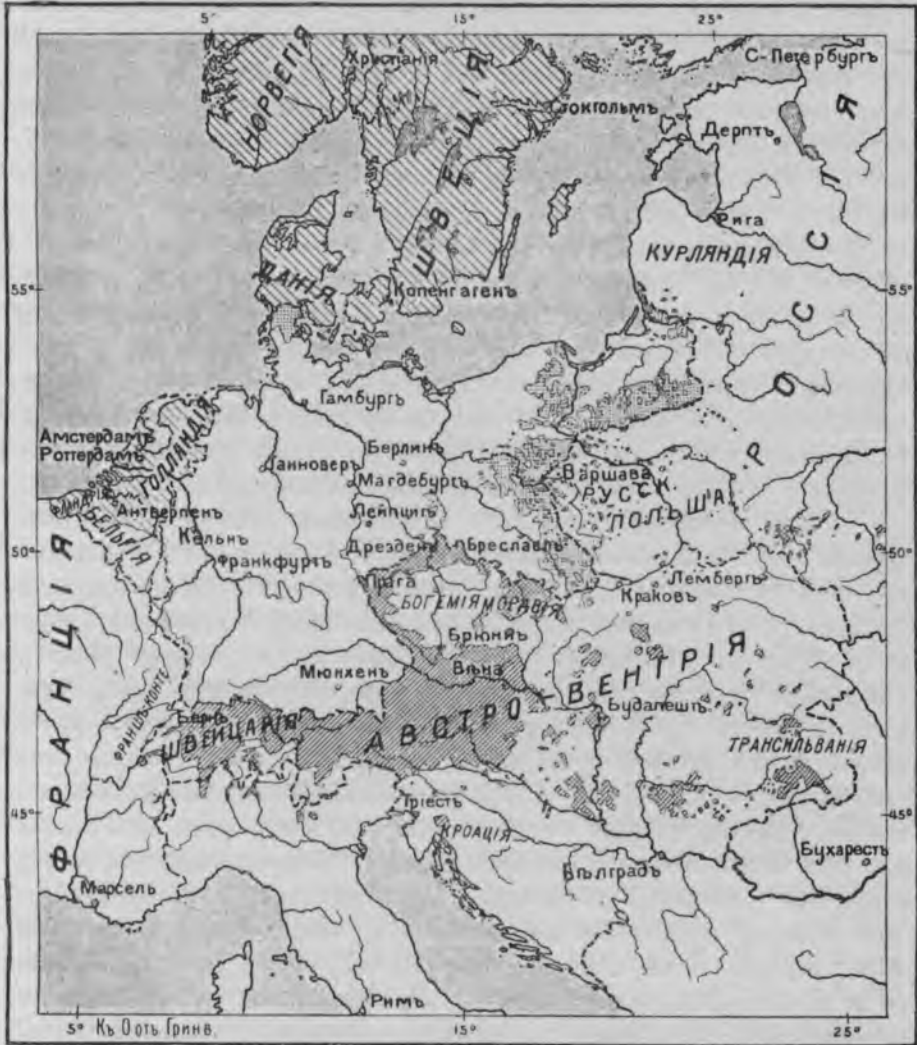 5°
15°
25°
НОРВЕГІЯ
Христіанія
ШВЕЦІЯ
С-Петербургъ
Стокгольмъ
Дерптъ
РОССІЯ
Рига
КУРЛЯНДІЯ
55°
ДАНІЯ
Копенгагенъ
55°
Гамбургъ
Амстердамъ
Роттердамъ
ГОЛЛАНДІЯ
Ганноверъ
Берлинъ
Магдебургъ
Варшава
РУССК.
ПОЛЬША
БЕЛЬГІЯ
Антверпенъ
Лейпцигъ
50°
Кельнъ
Франкфуртъ
Дрезденъ
Бреславль
50°
Прага
БОГЕМІЯ
МОРАВІЯ
Краковъ
Лембергъ
ФРАНЦІЯ
Брюннъ
Мюнхенъ
Вѣна
АВСТРО-ВЕНГРІЯ
Будапештъ
ФРАНШЪ-КОНТЕ
Бернъ
ШВЕЙЦАРІЯ
ТРАНСИЛЬВАНІЯ
45°
Тріестъ
КРОАЦІЯ
45°
Бухарестъ
Бѣлградъ
Марсель
Римъ
5°
Къ О отъ Гринв.
15°
25°